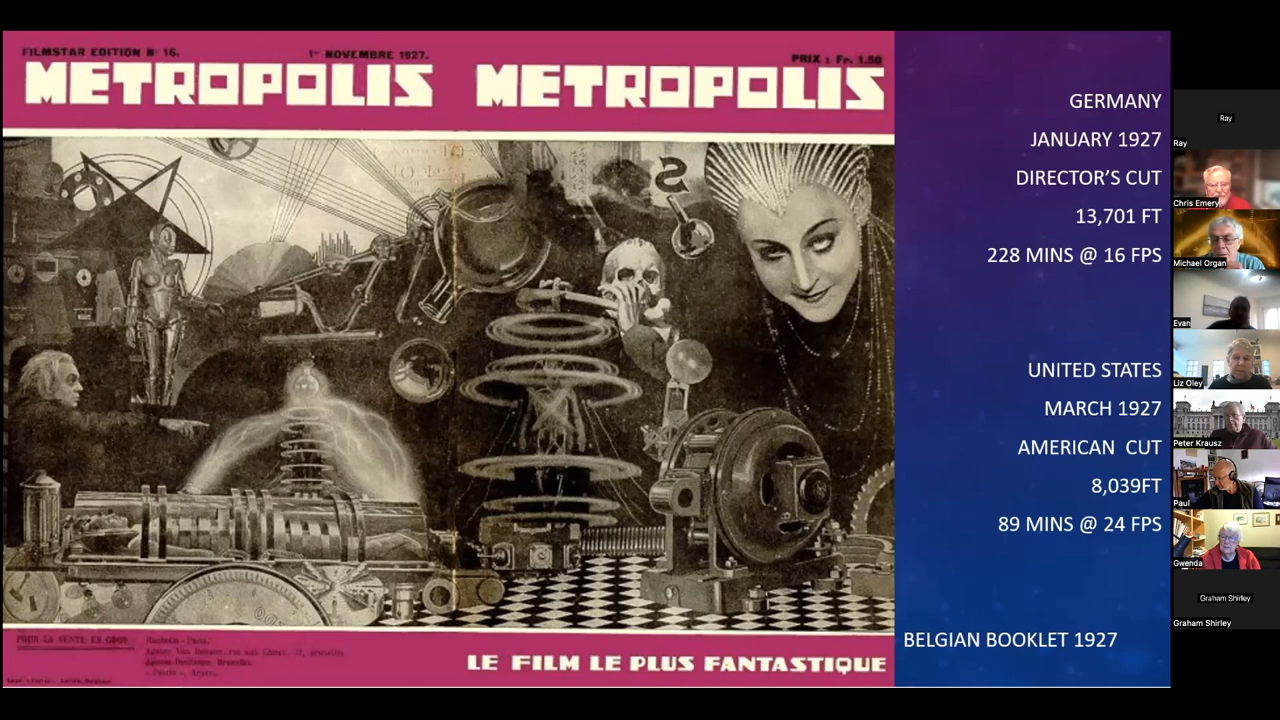 FILMSTAR EDITION Nº 16.
1er NOVEMBRE 1927.
PRIX : Fr. 1.50
METROPOLIS METROPOLIS
POUR LA VENTE EN GROS
LE FILM LE PLUS FANTASTIQUE
GERMANY
JANUARY 1927
DIRECTOR'S CUT
13,701 FT
228 MINS @ 16 FPS
UNITED STATES
MARCH 1927
AMERICAN CUT
8,039FT
89 MINS @ 24 FPS
BELGIAN BOOKLET 1927
Ray
Ray
Chris Emery
Michael Organ
Evan
Liz Oley
Peter Krausz
Paul
Gwenda
Graham Shirley
Graham Shirley